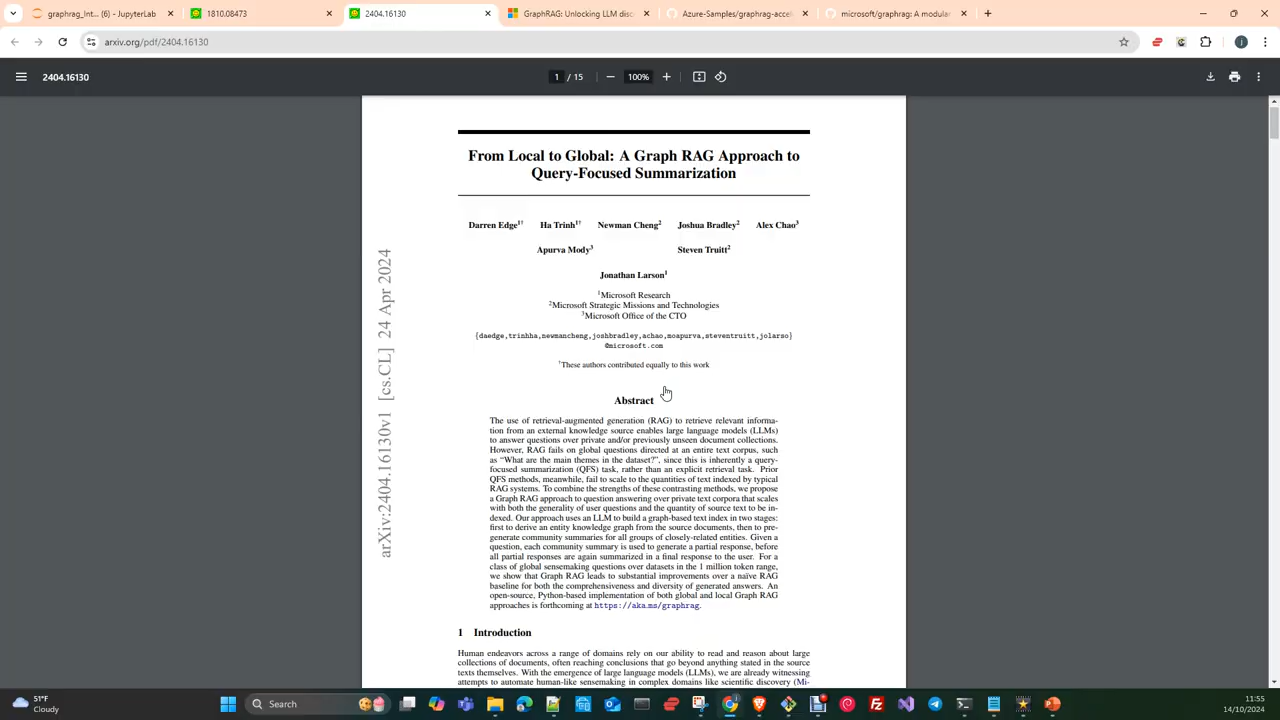 graphrag_Int... (6) - JupyterLab
1810.08473
2404.16130
GraphRAG: Unlocking LLM disc
Azure-Samples/graphrag-accel
microsoft/graphrag: A modular
arxiv.org/pdf/2404.16130
2404.16130
1 / 15
100%
arXiv:2404.16130v1 [cs.CL] 24 Apr 2024
From Local to Global: A Graph RAG Approach to
Query-Focused Summarization
Darren Edge1† Ha Trinh1† Newman Cheng2 Joshua Bradley2 Alex Chao3
Apurva Mody3 Steven Truitt2
Jonathan Larson1
1Microsoft Research
2Microsoft Strategic Missions and Technologies
3Microsoft Office of the CTO
{daedge,trinhha,newmancheng,joshbradley,achao,moapurva,steventruitt,jolarso}
@microsoft.com
†These authors contributed equally to this work
Abstract
The use of retrieval-augmented generation (RAG) to retrieve relevant informa-
tion from an external knowledge source enables large language models (LLMs)
to answer questions over private and/or previously unseen document collections.
However, RAG fails on global questions directed at an entire text corpus, such
as “What are the main themes in the dataset?”, since this is inherently a query-
focused summarization (QFS) task, rather than an explicit retrieval task. Prior
QFS methods, meanwhile, fail to scale to the quantities of text indexed by typical
RAG systems. To combine the strengths of these contrasting methods, we propose
a Graph RAG approach to question answering over private text corpora that scales
with both the generality of user questions and the quantity of source text to be in-
dexed. Our approach uses an LLM to build a graph-based text index in two stages:
first to derive an entity knowledge graph from the source documents, then to pre-
generate community summaries for all groups of closely-related entities. Given a
question, each community summary is used to generate a partial response, before
all partial responses are again summarized in a final response to the user. For a
class of global sensemaking questions over datasets in the 1 million token range,
we show that Graph RAG leads to substantial improvements over a naïve RAG
baseline for both the comprehensiveness and diversity of generated answers. An
open-source, Python-based implementation of both global and local Graph RAG
approaches is forthcoming at https://aka.ms/graphrag.
1 Introduction
Human endeavors across a range of domains rely on our ability to read and reason about large
collections of documents, often reaching conclusions that go beyond anything stated in the source
texts themselves. With the emergence of large language models (LLMs), we are already witnessing
attempts to automate human-like sensemaking in complex domains like scientific discovery (Mi-
51°F
Cloudy
Search
11:55
14/10/2024